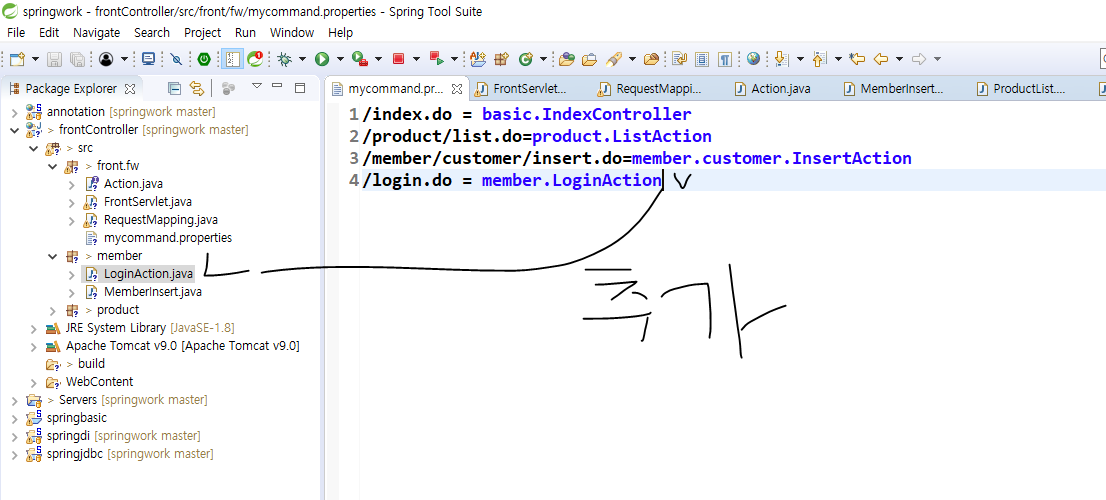 springwork - frontController/src/front/fw/mycommand.properties - Spring Tool Suite
File Edit Navigate Search Project Run Window Help
Package Explorer
mycommand.pr... FrontServlet... RequestMappi... Action.java MemberInsert... ProductList....
annotation [springwork master]
> frontController [springwork master]
> src
> front.fw
Action.java
FrontServlet.java
RequestMapping.java
mycommand.properties
> member
LoginAction.java
MemberInsert.java
> product
JRE System Library [JavaSE-1.8]
Apache Tomcat v9.0 [Apache Tomcat v9.0]
> build
WebContent
> Servers [springwork master]
springbasic
springdi [springwork master]
springjdbc [springwork master]
1 /index.do = basic.IndexController
2 /product/list.do=product.ListAction
3 /member/customer/insert.do=member.customer.InsertAction
4 /login.do = member.LoginAction
추가